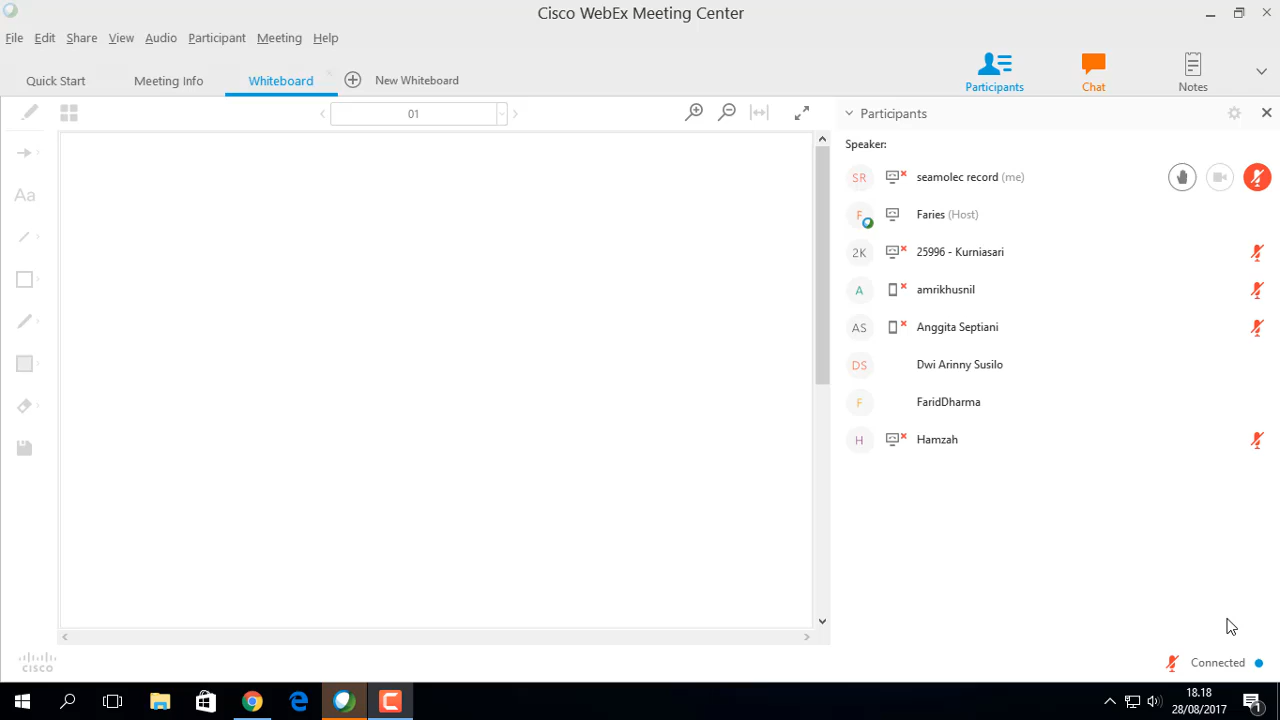 Cisco WebEx Meeting Center
File Edit Share View Audio Participant Meeting Help
Quick Start Meeting Info Whiteboard New Whiteboard
Participants Chat Notes
01
Participants
Speaker:
SR seamolec record (me)
F Faries (Host)
2K 25996 - Kurniasari
A amrikhusnil
AS Anggita Septiani
DS Dwi Arinny Susilo
F FaridDharma
H Hamzah
Aa
CISCO
Connected
18.18
28/08/2017
1